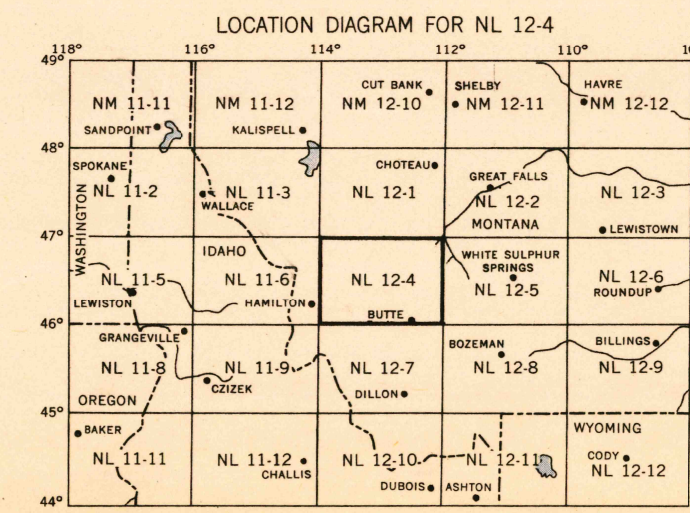 LOCATION DIAGRAM FOR NL 12-4
118° 116° 114° 112° 110°
49°
CUT BANK SHELBY HAVRE
NM 11-11 NM 11-12 NM 12-10 NM 12-11 NM 12-12
SANDPOINT KALISPELL
48°
SPOKANE CHOTEAU GREAT FALLS
NL 11-2 NL 11-3 NL 12-1 NL 12-2 NL 12-3
WALLACE
WASHINGTON
MONTANA LEWISTOWN
47°
IDAHO WHITE SULPHUR
SPRINGS
NL 11-5 NL 11-6 NL 12-4 NL 12-5 NL 12-6
LEWISTON HAMILTON BUTTE ROUNDUP
46°
GRANGEVILLE BOZEMAN BILLINGS
NL 11-8 NL 11-9 NL 12-7 NL 12-8 NL 12-9
CZIZEK DILLON
OREGON
45°
BAKER WYOMING
NL 11-11 NL 11-12 NL 12-10 NL 12-11 CODY
NL 12-12
CHALLIS
DUBOIS ASHTON
44°